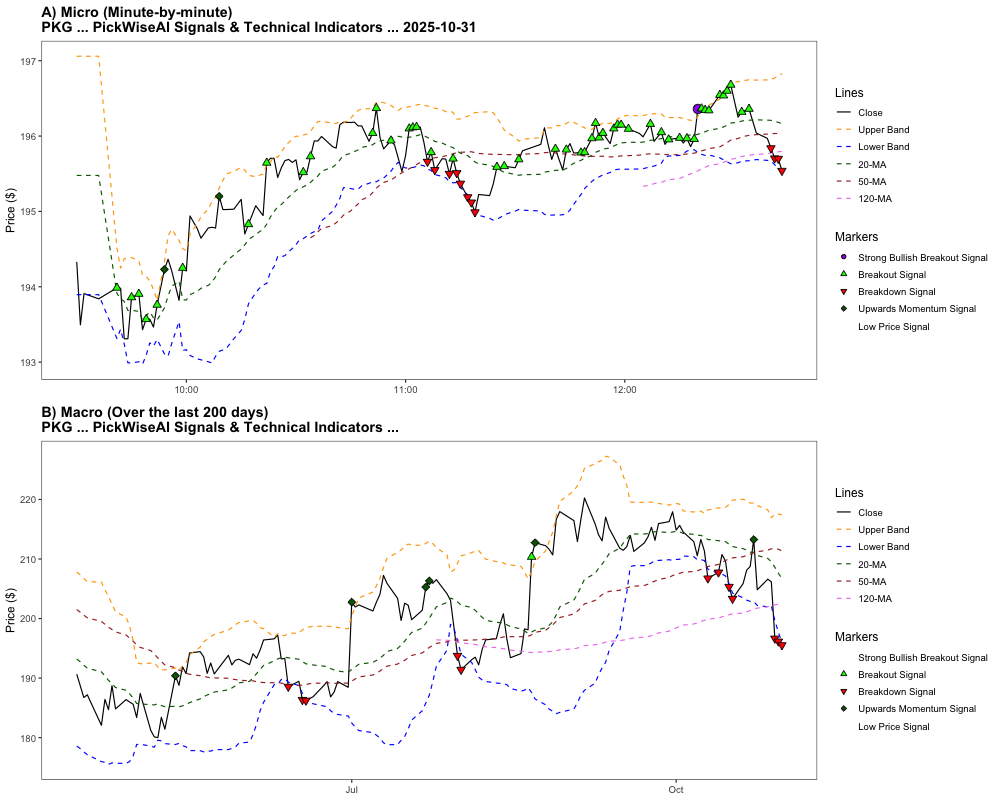 A) Micro (Minute-by-minute)
PKG ... PickWiseAI Signals & Technical Indicators ... 2025-10-31
197
196
195
194
193
Price ($)
10:00
11:00
12:00
Lines
Close
Upper Band
Lower Band
20-MA
50-MA
120-MA
Markers
Strong Bullish Breakout Signal
Breakout Signal
Breakdown Signal
Upwards Momentum Signal
Low Price Signal
B) Macro (Over the last 200 days)
PKG ... PickWiseAI Signals & Technical Indicators ...
220
210
200
190
180
Price ($)
Jul
Oct
Lines
Close
Upper Band
Lower Band
20-MA
50-MA
120-MA
Markers
Strong Bullish Breakout Signal
Breakout Signal
Breakdown Signal
Upwards Momentum Signal
Low Price Signal